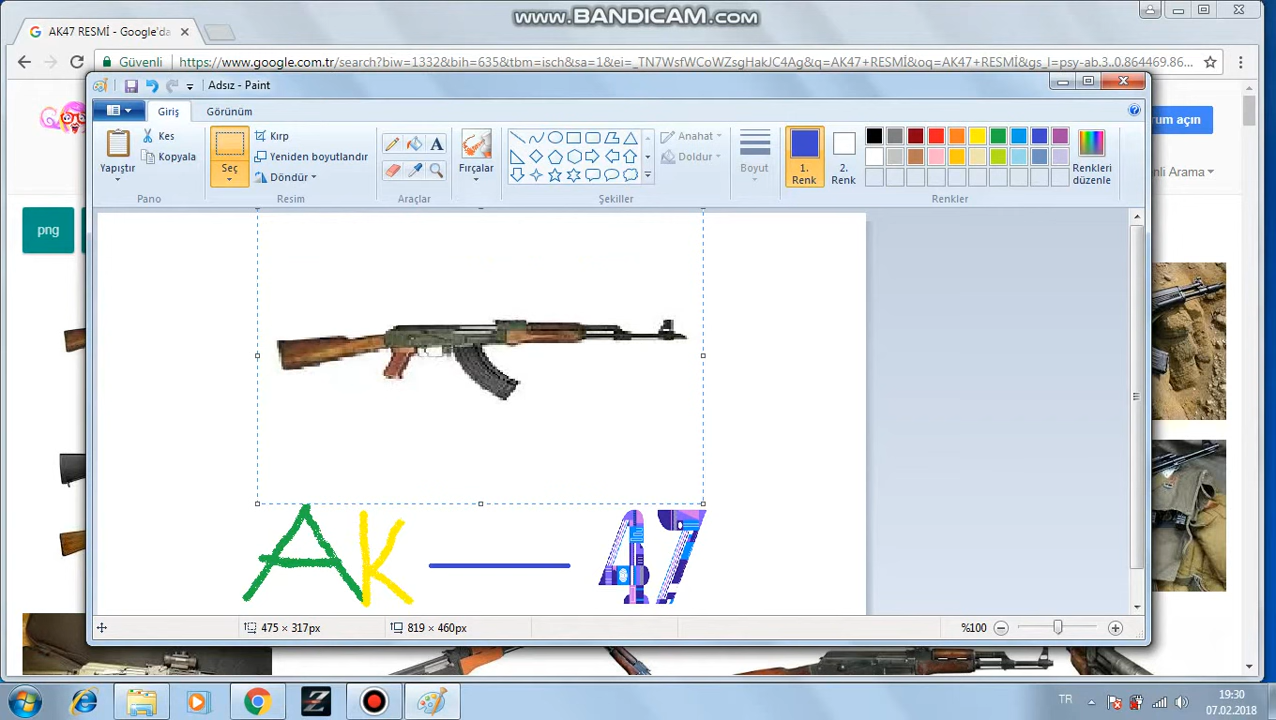 www.BANDICAM.com
AK47 RESMİ - Google'da
Güvenli
https://www.google.com.tr/search?biw=1332&bih=635&tbm=isch&sa=1&ei=_TN7WsfWCoWZsgHakJC4Ag&q=AK47+RESMİ&oq=AK47+RESMİ&gs_l=psy-ab.3..0.864469.86...
Adsız - Paint
Giriş
Görünüm
Yapıştır
Kes
Kopyala
Pano
Seç
Kırp
Yeniden boyutlandır
Döndür
Resim
Araçlar
Fırçalar
Şekiller
Anahat
Doldur
Boyut
1. Renk
2. Renk
Renkleri düzenle
Renkler
rum açın
nli Arama
png
AK — 47
475 × 317px
819 × 460px
%100
TR
19:30
07.02.2018